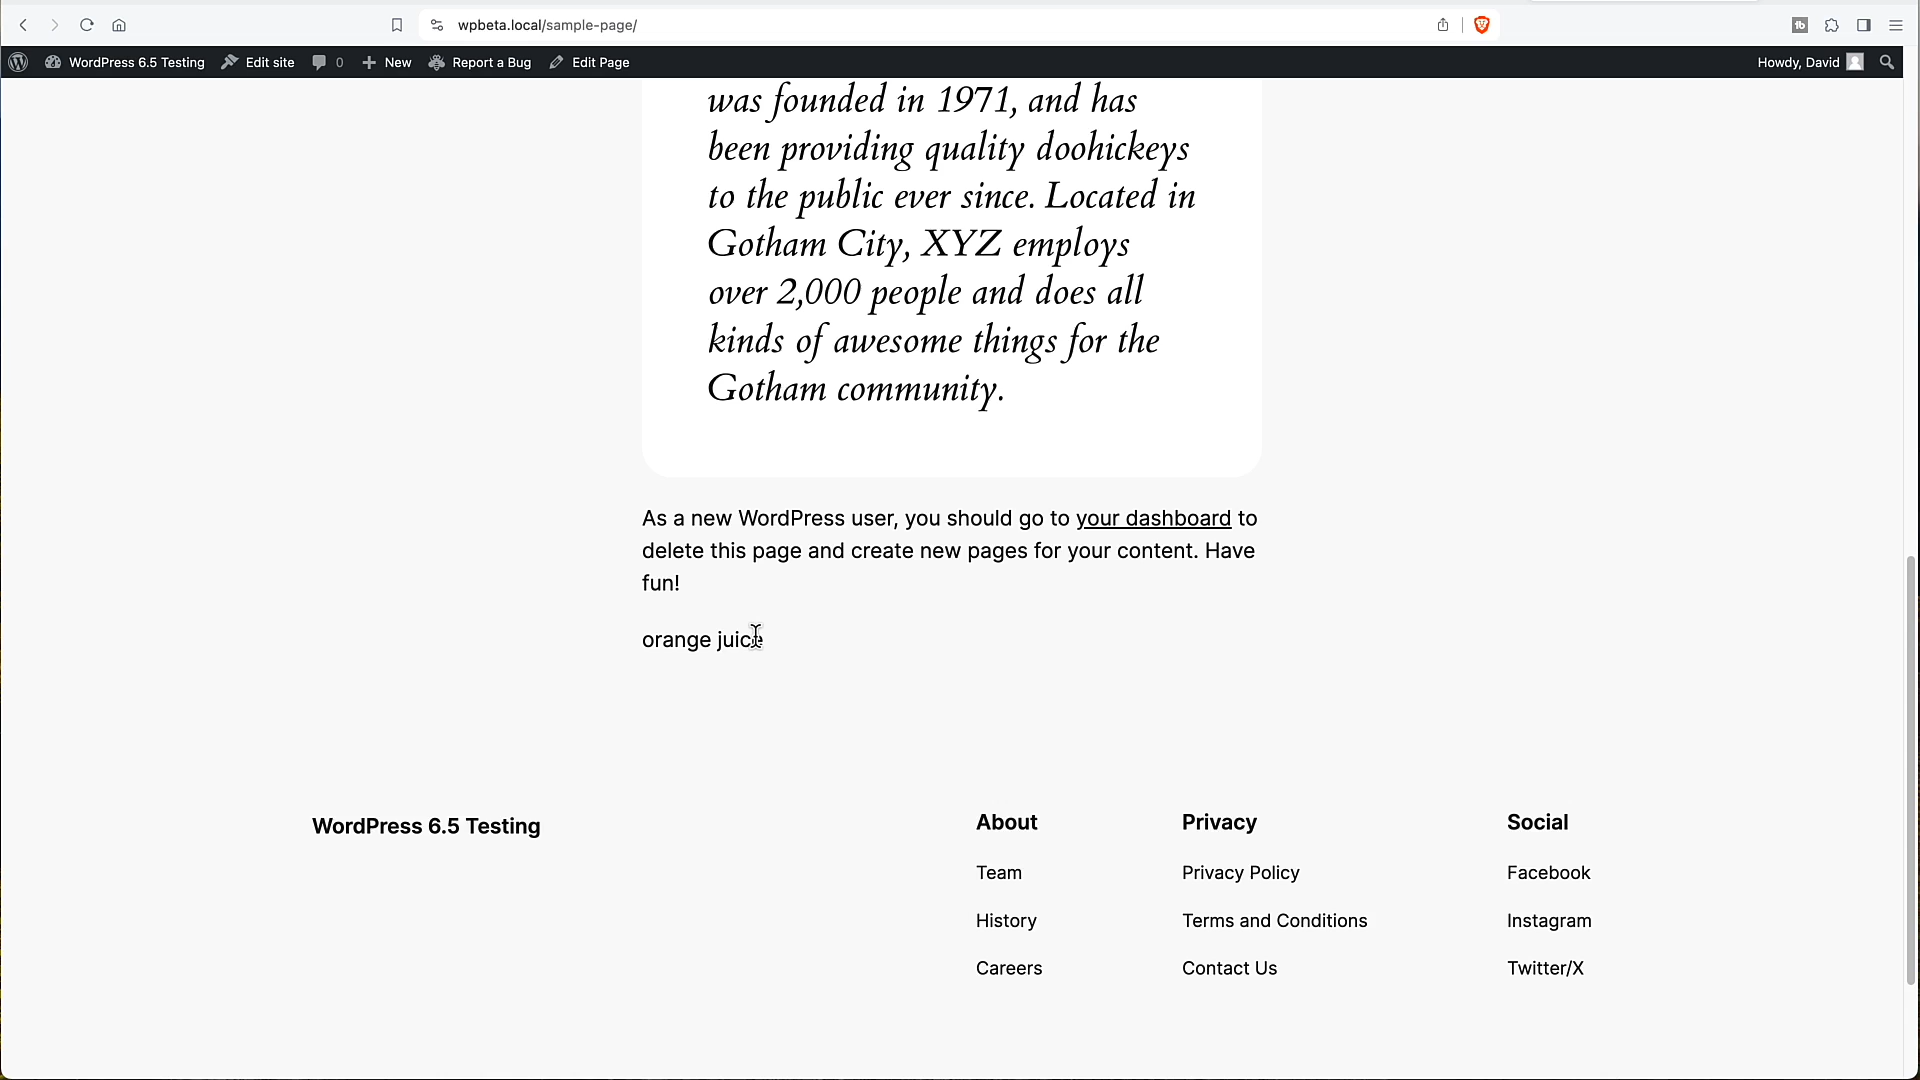 wpbeta.local/sample-page/
WordPress 6.5 Testing Edit site 0 New Report a Bug Edit Page Howdy, David
was founded in 1971, and has
been providing quality doohickeys
to the public ever since. Located in
Gotham City, XYZ employs
over 2,000 people and does all
kinds of awesome things for the
Gotham community.
As a new WordPress user, you should go to your dashboard to
delete this page and create new pages for your content. Have
fun!
orange juice
WordPress 6.5 Testing
About
Team
History
Careers
Privacy
Privacy Policy
Terms and Conditions
Contact Us
Social
Facebook
Instagram
Twitter/X